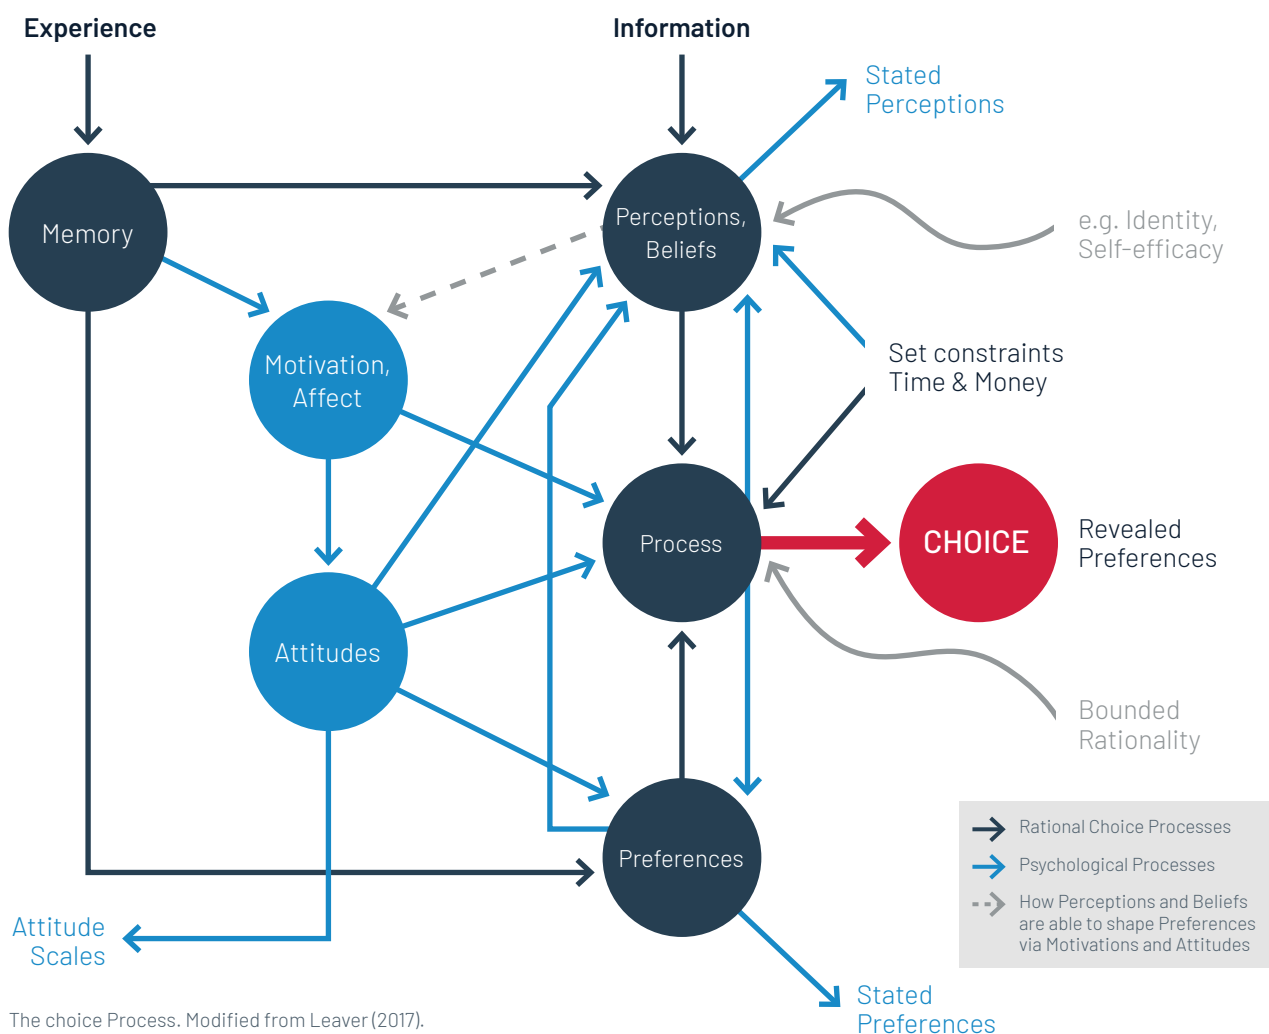 Experience
Information
Stated
Perceptions
Memory
Perceptions,
Beliefs
e.g. Identity,
Self-efficacy
Motivation,
Affect
Set constraints
Time & Money
Process
CHOICE
Revealed
Preferences
Attitudes
Bounded
Rationality
Preferences
Rational Choice Processes
Psychological Processes
How Perceptions and Beliefs
are able to shape Preferences
via Motivations and Attitudes
Attitude
Scales
Stated
Preferences
The choice Process. Modified from Leaver (2017).